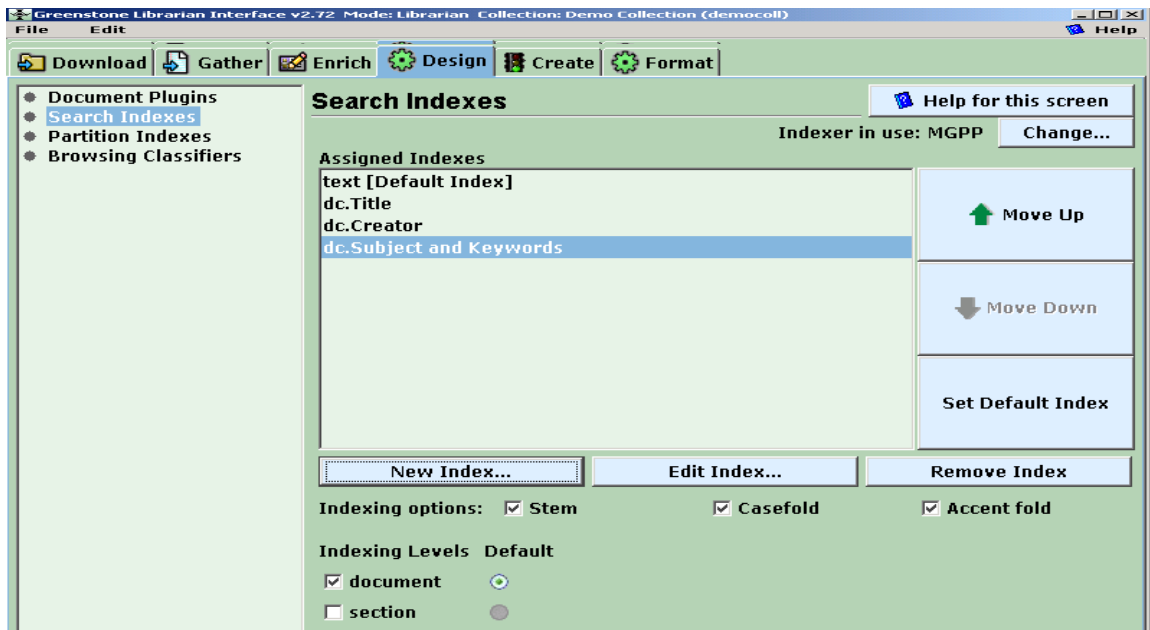 Greenstone Librarian Interface v2.72 Mode: Librarian Collection: Demo Collection (democoll)
File Edit Help
Download Gather Enrich Design Create Format
Document Plugins
Search Indexes
Partition Indexes
Browsing Classifiers
Search Indexes Help for this screen
Indexer in use: MGPP Change...
Assigned Indexes
text [Default Index]
dc.Title
dc.Creator
dc.Subject and Keywords
Move Up
Move Down
Set Default Index
New Index... Edit Index... Remove Index
Indexing options: Stem Casefold Accent fold
Indexing Levels Default
document
section